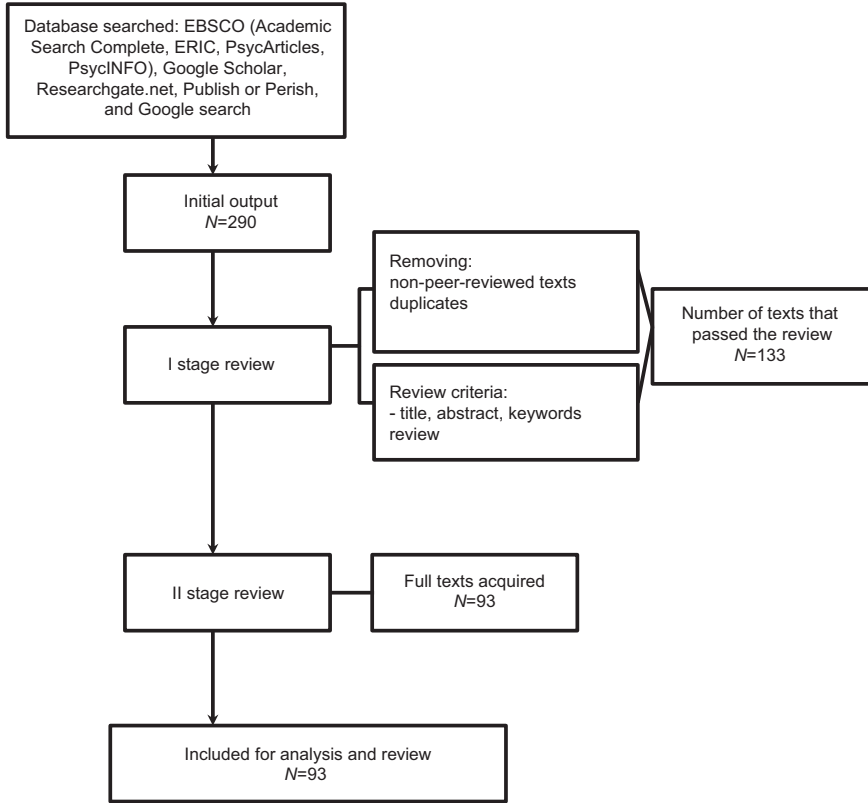 Database searched: EBSCO (Academic
Search Complete, ERIC, PsycArticles,
PsycINFO), Google Scholar,
Researchgate.net, Publish or Perish,
and Google search
Initial output
N=290
Removing:
non-peer-reviewed texts
duplicates
Number of texts that
passed the review
N=133
I stage review
Review criteria:
- title, abstract, keywords
review
II stage review
Full texts acquired
N=93
Included for analysis and review
N=93